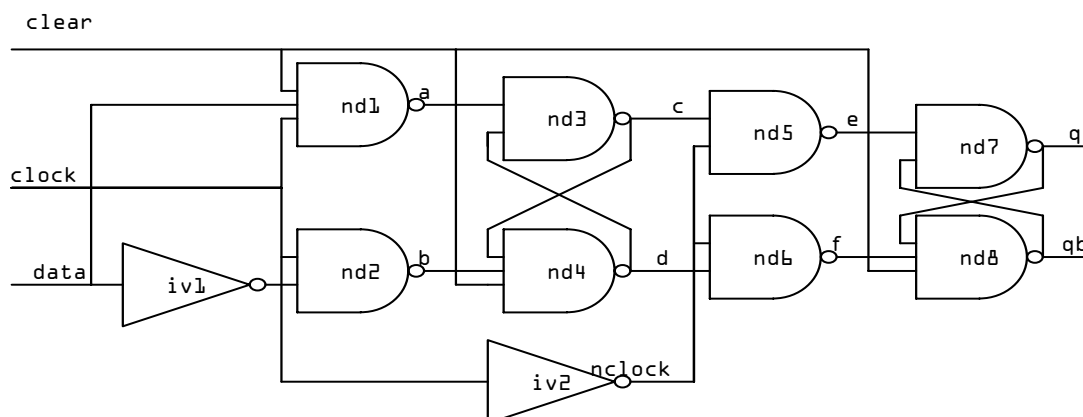 clear
nd1
a
nd3
c
nd5
e
nd7
q
clock
data
iv1
nd2
b
nd4
d
nd6
f
nd8
qb
iv2
nclock